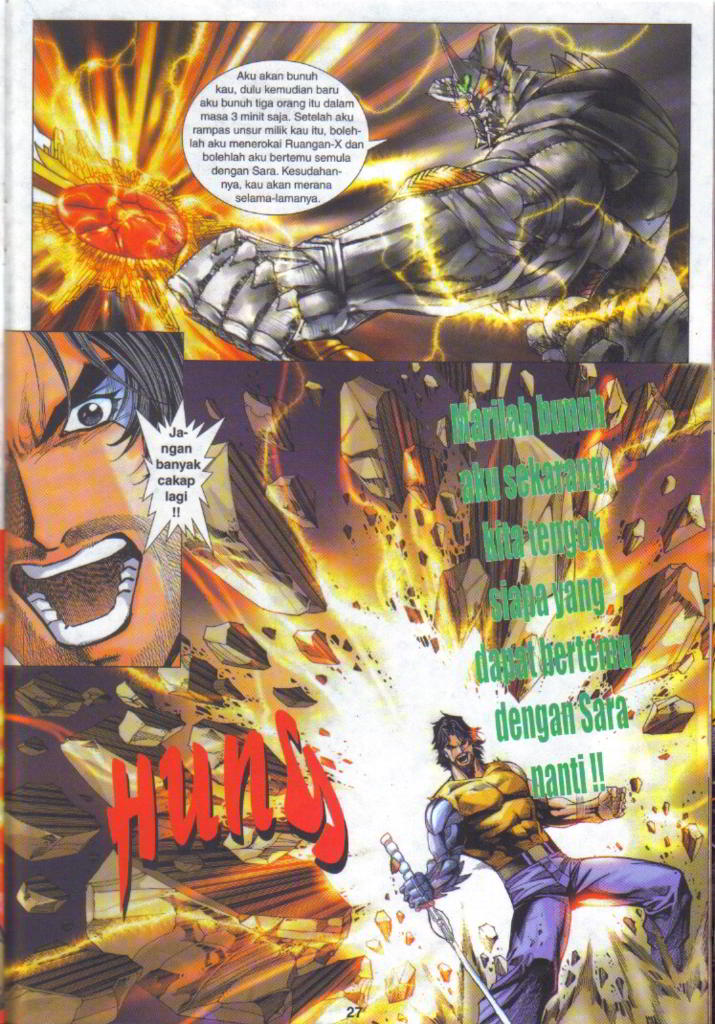 Aku akan bunuh
kau, dulu kemudian baru
aku bunuh tiga orang itu dalam
masa 3 minit saja. Setelah aku
rampas unsur milik kau itu, boleh-
lah aku menerokai Ruangan-X dan
bolehlah aku bertemu semula
dengan Sara. Kesudahan-
nya, kau akan merana
selama-lamanya.
Ja-
ngan
banyak
cakap
lagi
!!
Marilah bunuh
aku sekarang,
kita tengok
siapa yang
dapat bertemu
dengan Sara
nanti !!
Hung
27